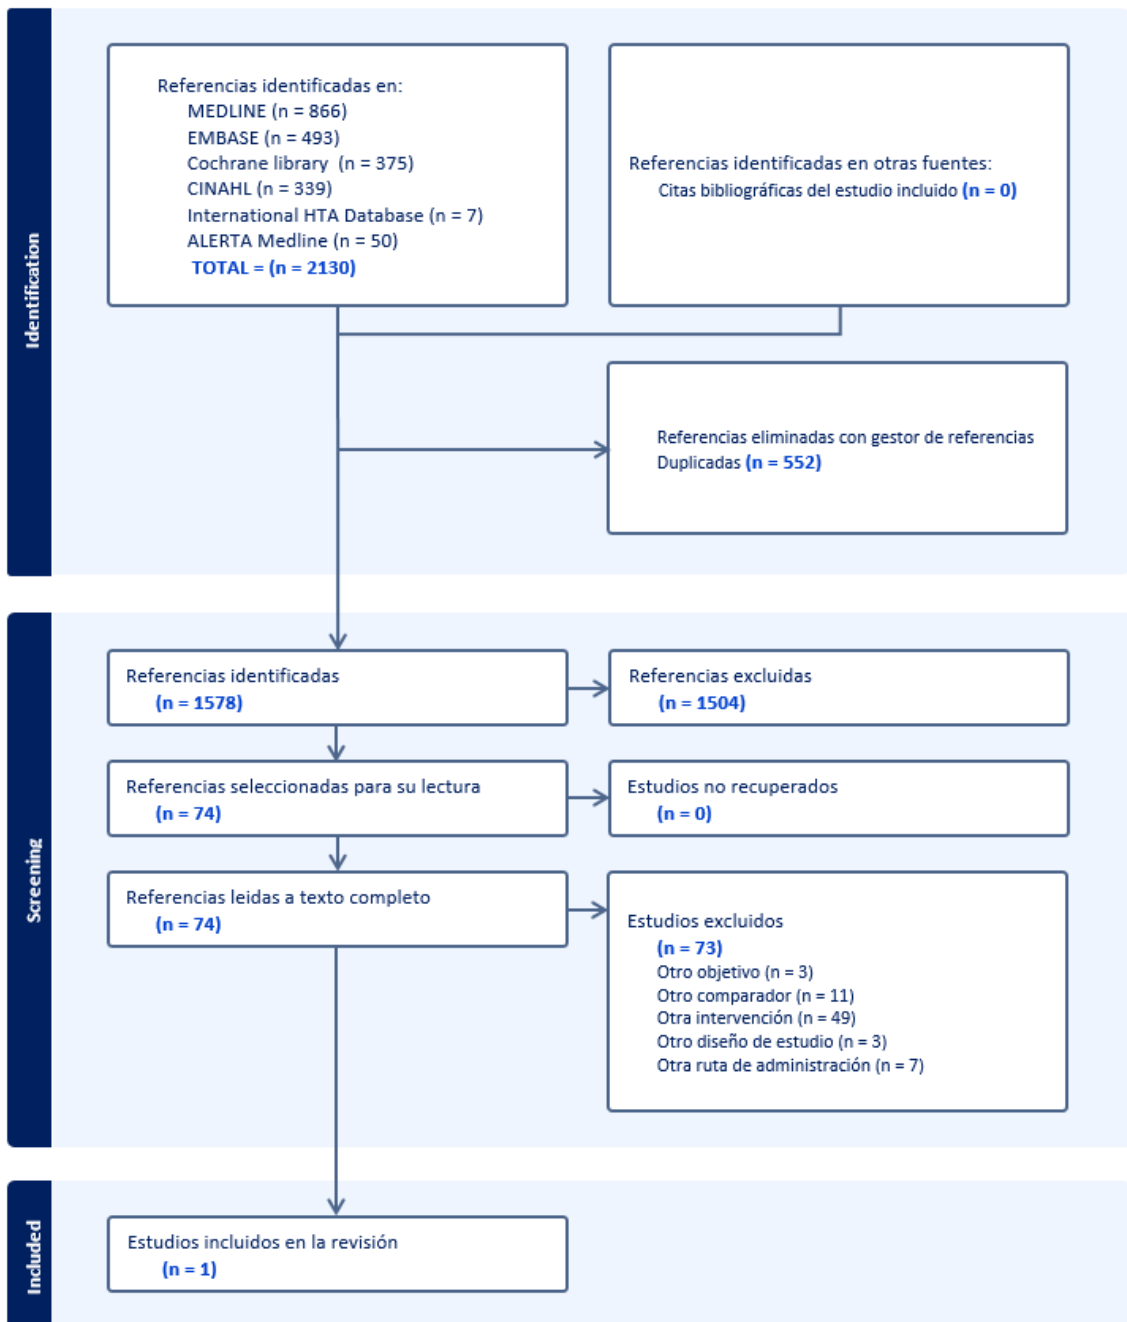 Identification
Referencias identificadas en:
MEDLINE (n = 866)
EMBASE (n = 493)
Cochrane library (n = 375)
CINAHL (n = 339)
International HTA Database (n = 7)
ALERTA Medline (n = 50)
TOTAL = (n = 2130)
Referencias identificadas en otras fuentes:
Citas bibliográficas del estudio incluido (n = 0)
Referencias eliminadas con gestor de referencias
Duplicadas (n = 552)
Screening
Referencias identificadas
(n = 1578)
Referencias excluidas
(n = 1504)
Referencias seleccionadas para su lectura
(n = 74)
Estudios no recuperados
(n = 0)
Referencias leidas a texto completo
(n = 74)
Estudios excluidos
(n = 73)
Otro objetivo (n = 3)
Otro comparador (n = 11)
Otra intervención (n = 49)
Otro diseño de estudio (n = 3)
Otra ruta de administración (n = 7)
Included
Estudios incluidos en la revisión
(n = 1)